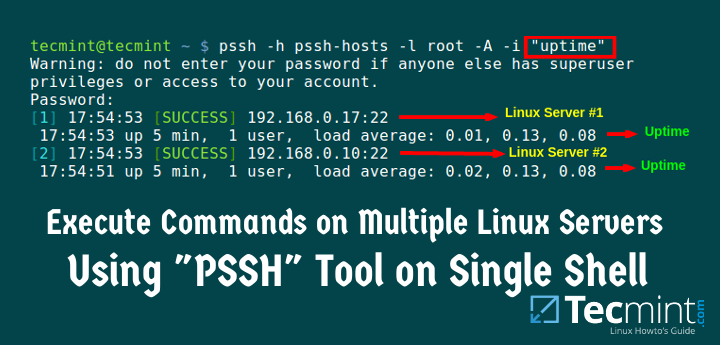 tecmint@tecmint ~ $ pssh -h pssh-hosts -l root -A -i "uptime"
Warning: do not enter your password if anyone else has superuser
privileges or access to your account.
Password:
[1] 17:54:53 [SUCCESS] 192.168.0.17:22 Linux Server #1
17:54:53 up 5 min, 1 user, load average: 0.01, 0.13, 0.08 Uptime
[2] 17:54:53 [SUCCESS] 192.168.0.10:22 Linux Server #2
17:54:51 up 5 min, 1 user, load average: 0.02, 0.13, 0.08 Uptime
Execute Commands on Multiple Linux Servers
Using "PSSH" Tool on Single Shell
Tecmint.com
Linux Howto's Guide